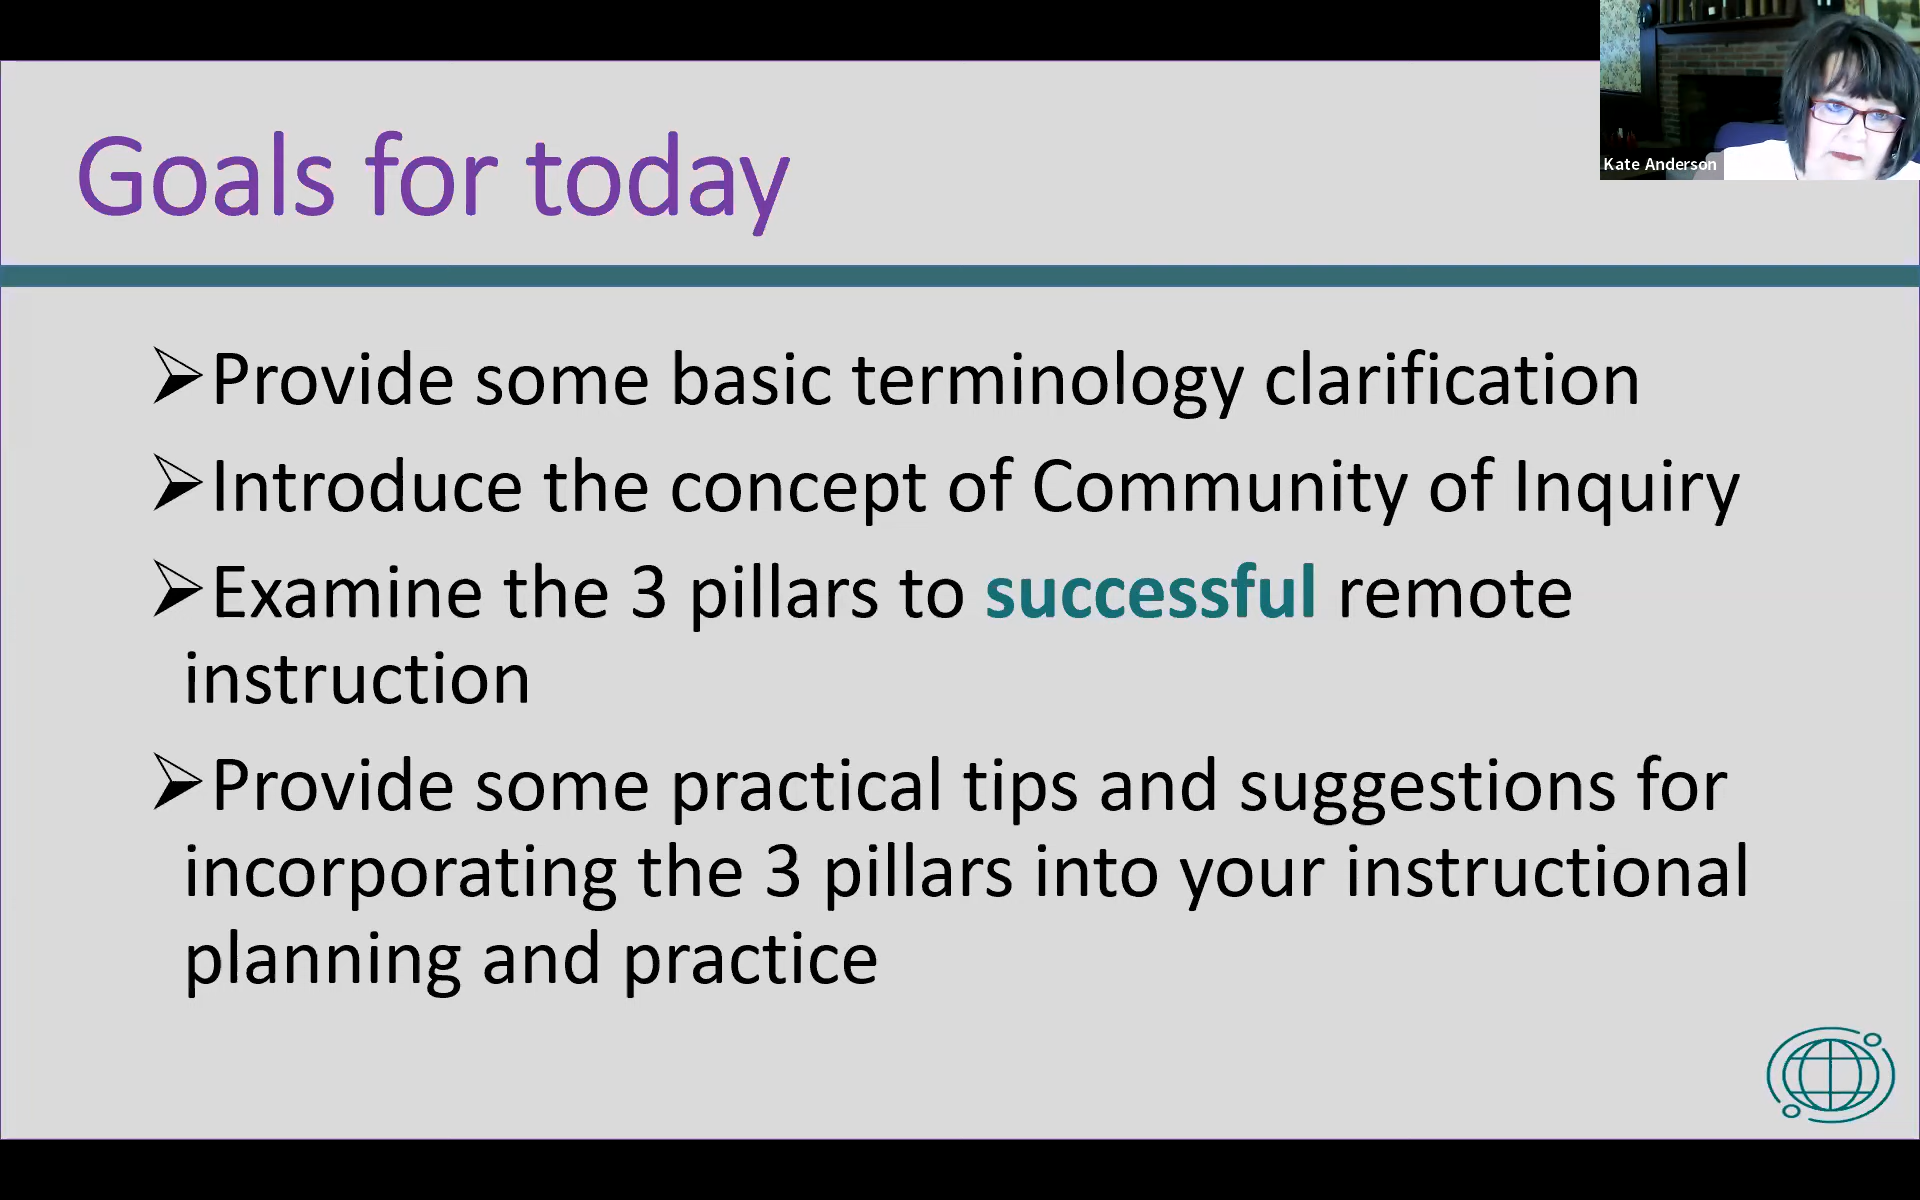 Kate Anderson
Goals for today
➢Provide some basic terminology clarification
➢Introduce the concept of Community of Inquiry
➢Examine the 3 pillars to successful remote
instruction
➢Provide some practical tips and suggestions for
incorporating the 3 pillars into your instructional
planning and practice